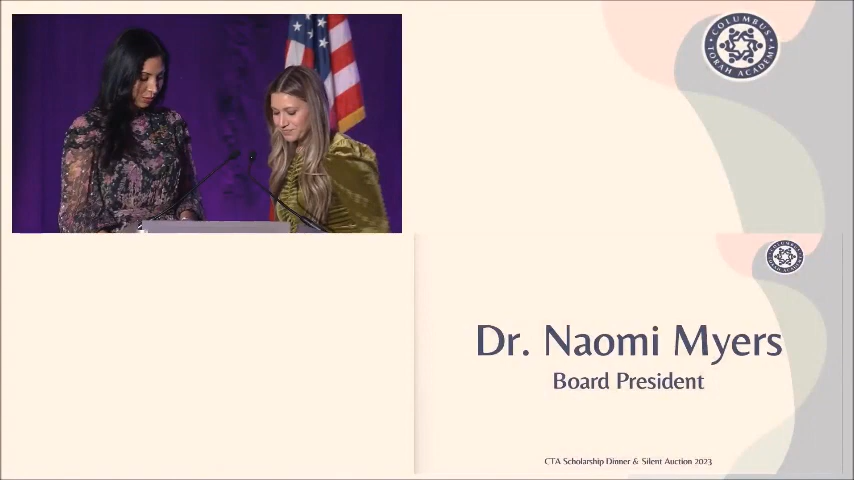 COLUMBUS
TORAH ACADEMY
Dr. Naomi Myers
Board President
CTA Scholarship Dinner & Silent Auction 2023